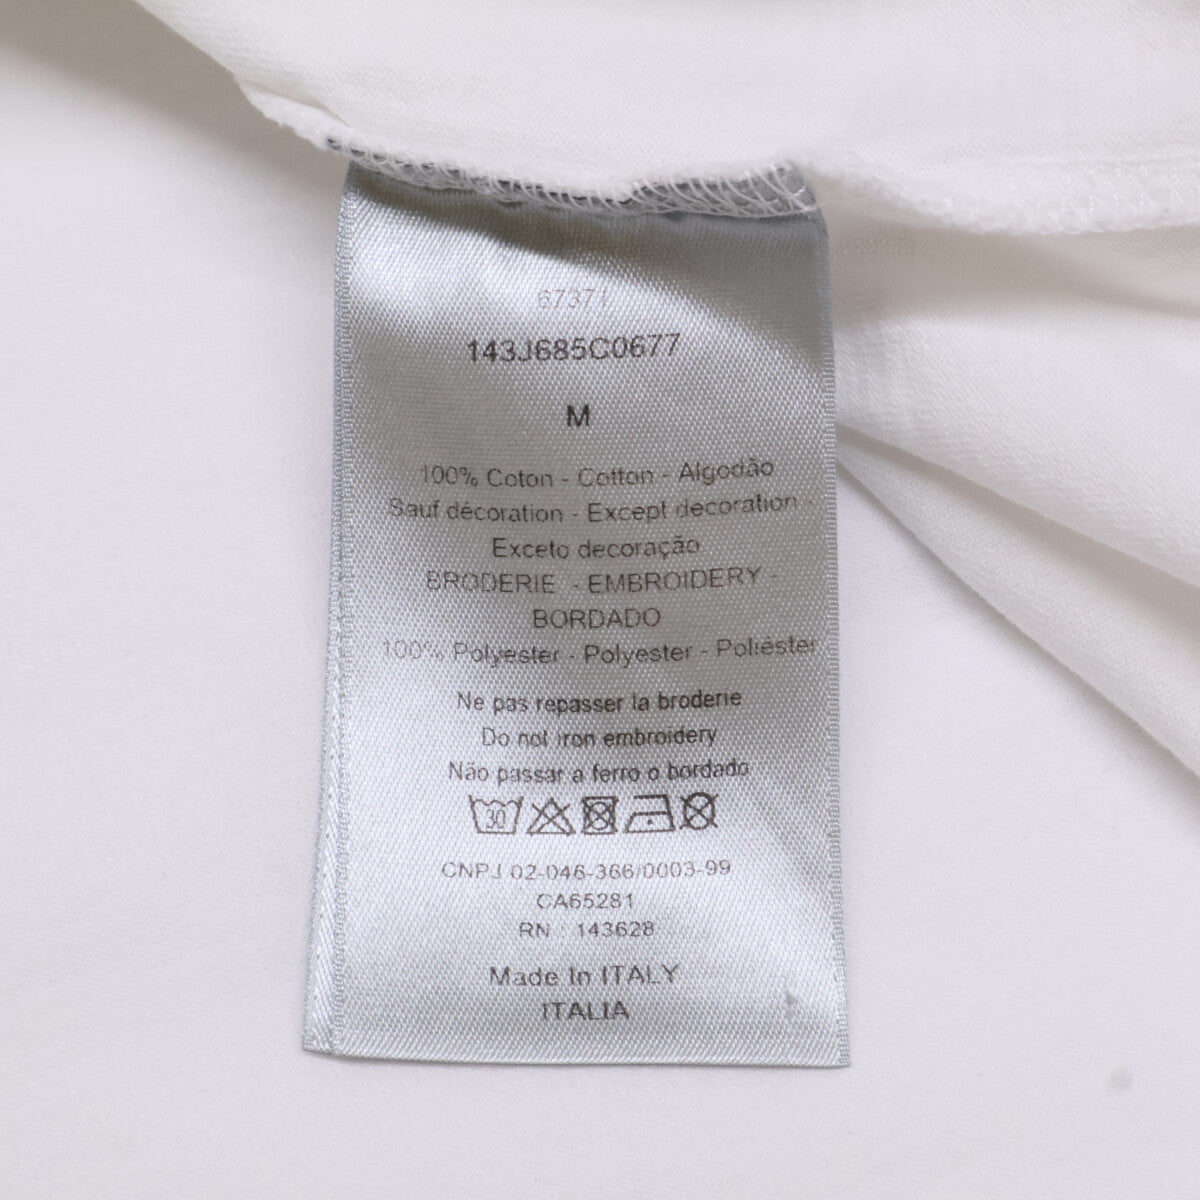 67371
143J685C0677
M
100% Coton - Cotton - Algodão
Sauf décoration - Except decoration -
Exceto decoração
BRODERIE - EMBROIDERY -
BORDADO
100% Polyester - Polyester - Poliéster
Ne pas repasser la broderie
Do not iron embroidery
Não passar a ferro o bordado
30
CNPJ 02-046-366/0003-99
CA65281
RN : 143628
Made In ITALY
ITALIA